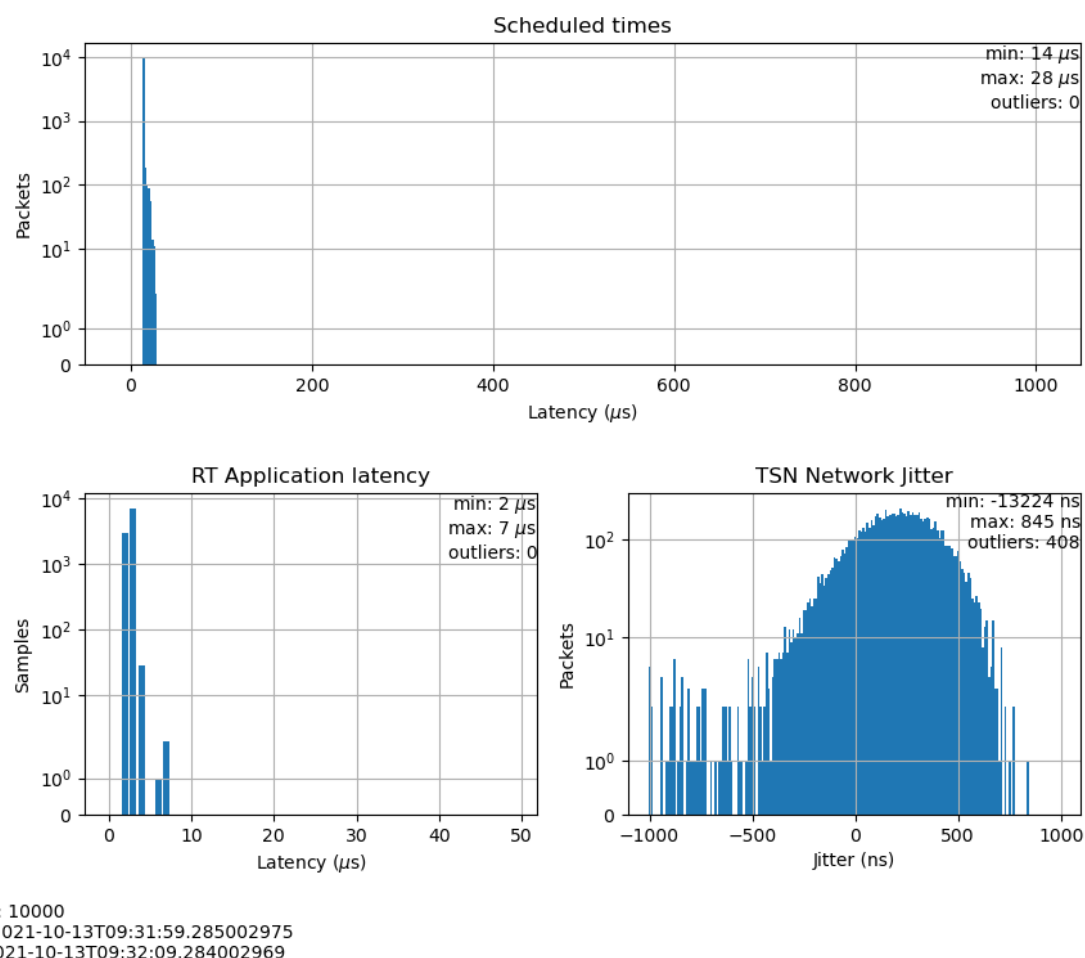 Scheduled times
min: 14 μs
max: 28 μs
outliers: 0
10⁴
10³
10²
10¹
10⁰
0
Packets
0 200 400 600 800 1000
Latency (μs)
RT Application latency
min: 2 μs
max: 7 μs
outliers: 0
10⁴
10³
10²
10¹
10⁰
0
Samples
0 10 20 30 40 50
Latency (μs)
TSN Network Jitter
min: -13224 ns
max: 845 ns
outliers: 408
10²
10¹
10⁰
0
Packets
−1000 −500 0 500 1000
Jitter (ns)
: 10000
021-10-13T09:31:59.285002975
021-10-13T09:32:09.284002969